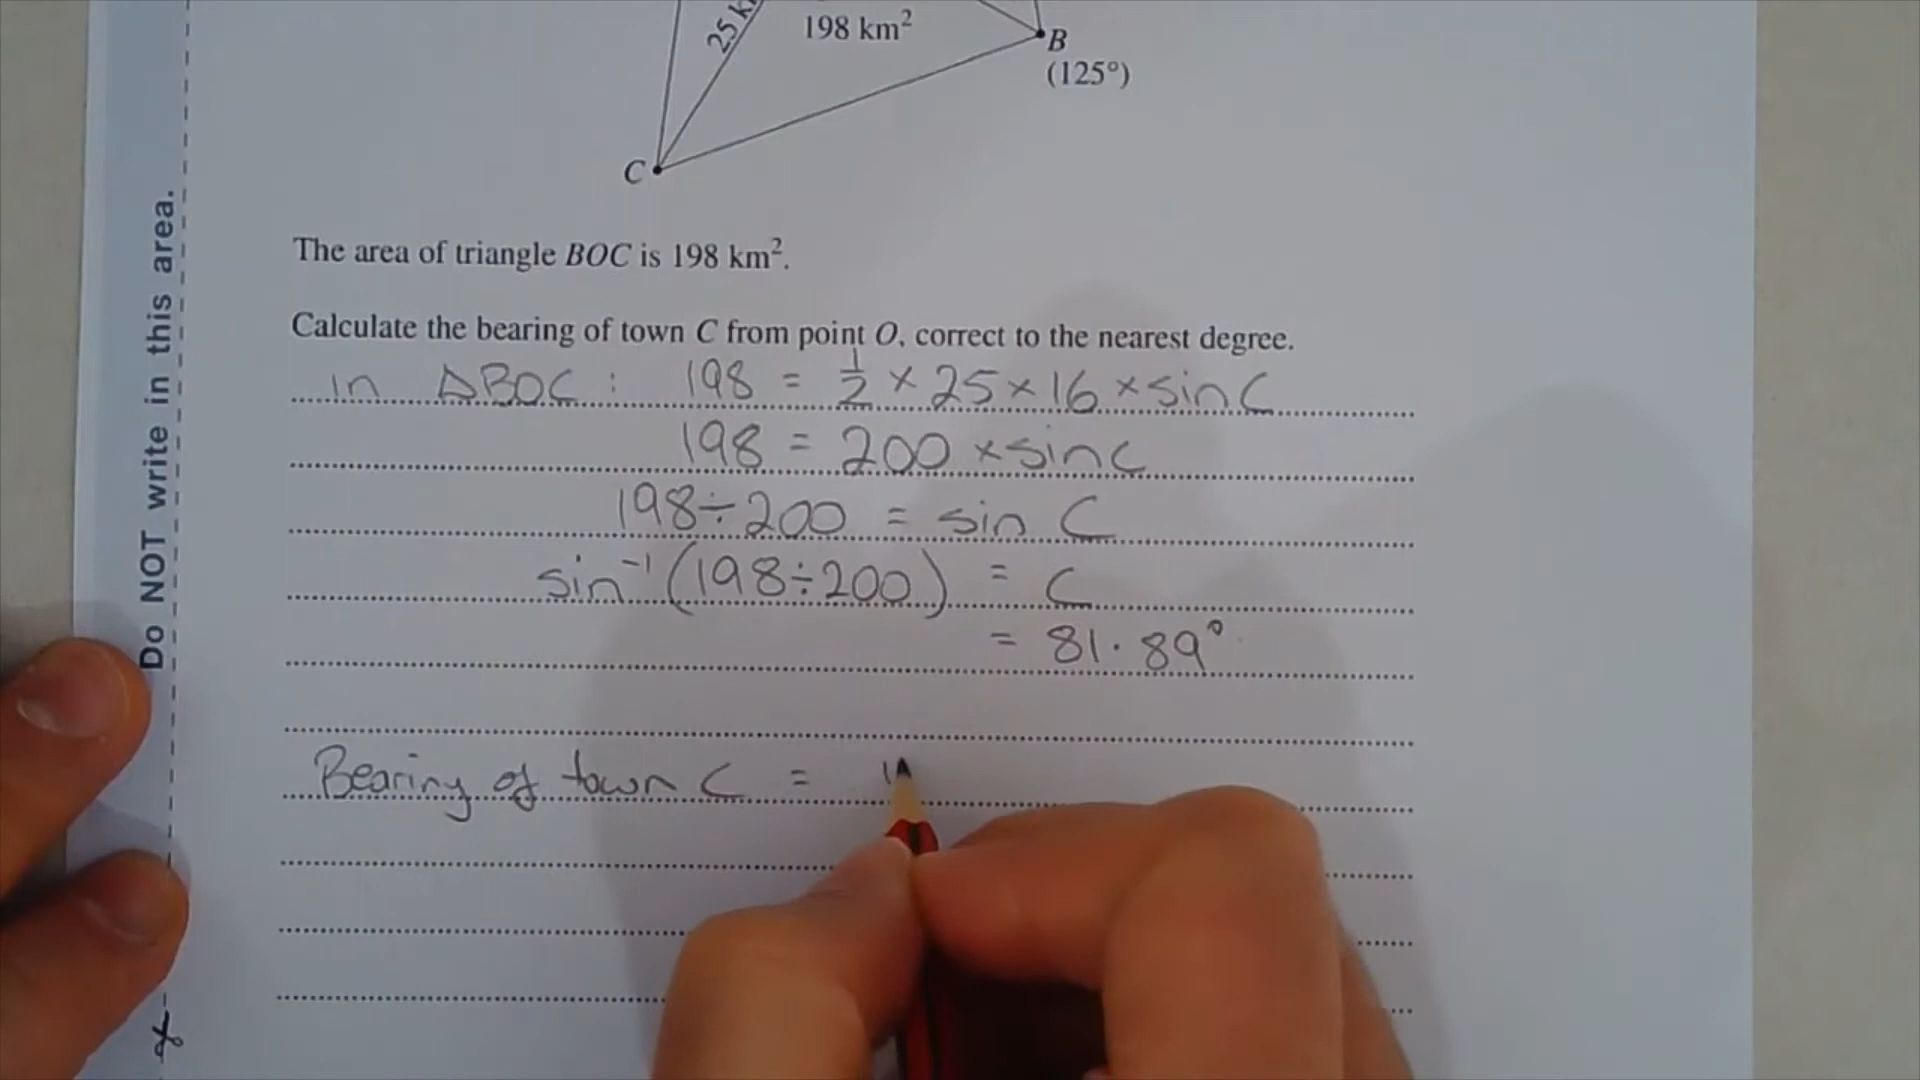 25 k
198 km²
B
(125°)
C
The area of triangle BOC is 198 km².
Calculate the bearing of town C from point O, correct to the nearest degree.
in △BOC : 198 = 1/2 × 25 × 16 × sin C
198 = 200 × sin C
198 ÷ 200 = sin C
sin⁻¹ (198 ÷ 200) = C
= 81.89°
Bearing of town C = 1
Do NOT write in this area.